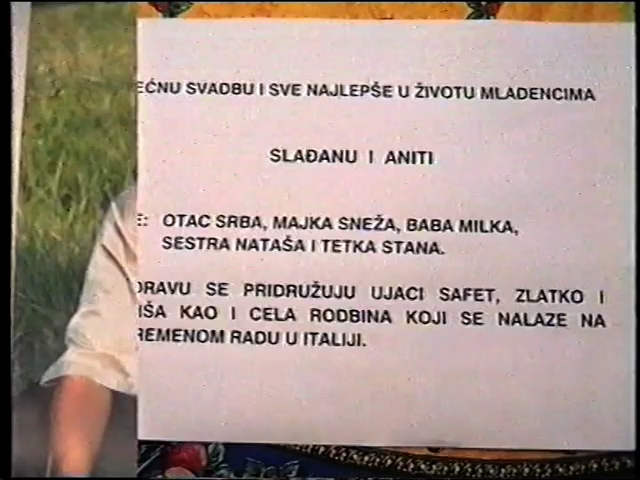 EĆNU SVADBU I SVE NAJLEPŠE U ŽIVOTU MLADENCIMA
SLAĐANU I ANITI
E: OTAC SRBA, MAJKA SNEŽA, BABA MILKA,
SESTRA NATAŠA I TETKA STANA.
DRAVU SE PRIDRUŽUJU UJACI SAFET, ZLATKO I
IŠA KAO I CELA RODBINA KOJI SE NALAZE NA
REMENOM RADU U ITALIJI.